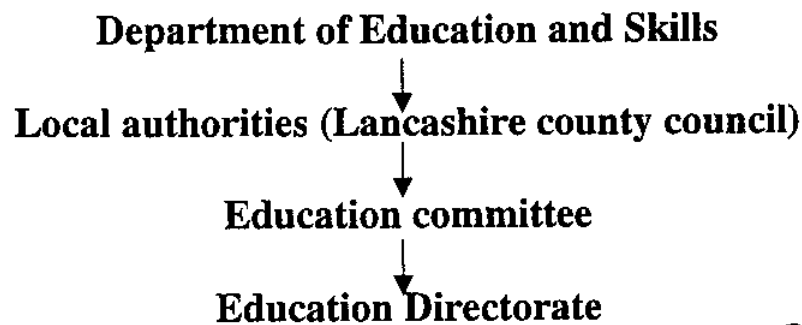 Department of Education and Skills
Local authorities (Lancashire county council)
Education committee
Education Directorate